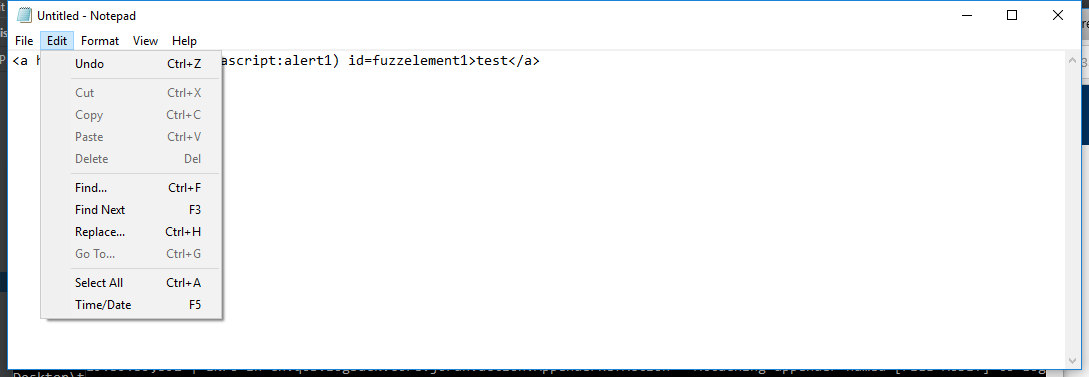 Untitled - Notepad
File Edit Format View Help
<a h ascript:alert1) id=fuzzelement1>test</a>
Undo Ctrl+Z
Cut Ctrl+X
Copy Ctrl+C
Paste Ctrl+V
Delete Del
Find... Ctrl+F
Find Next F3
Replace... Ctrl+H
Go To... Ctrl+G
Select All Ctrl+A
Time/Date F5
Desktop\t